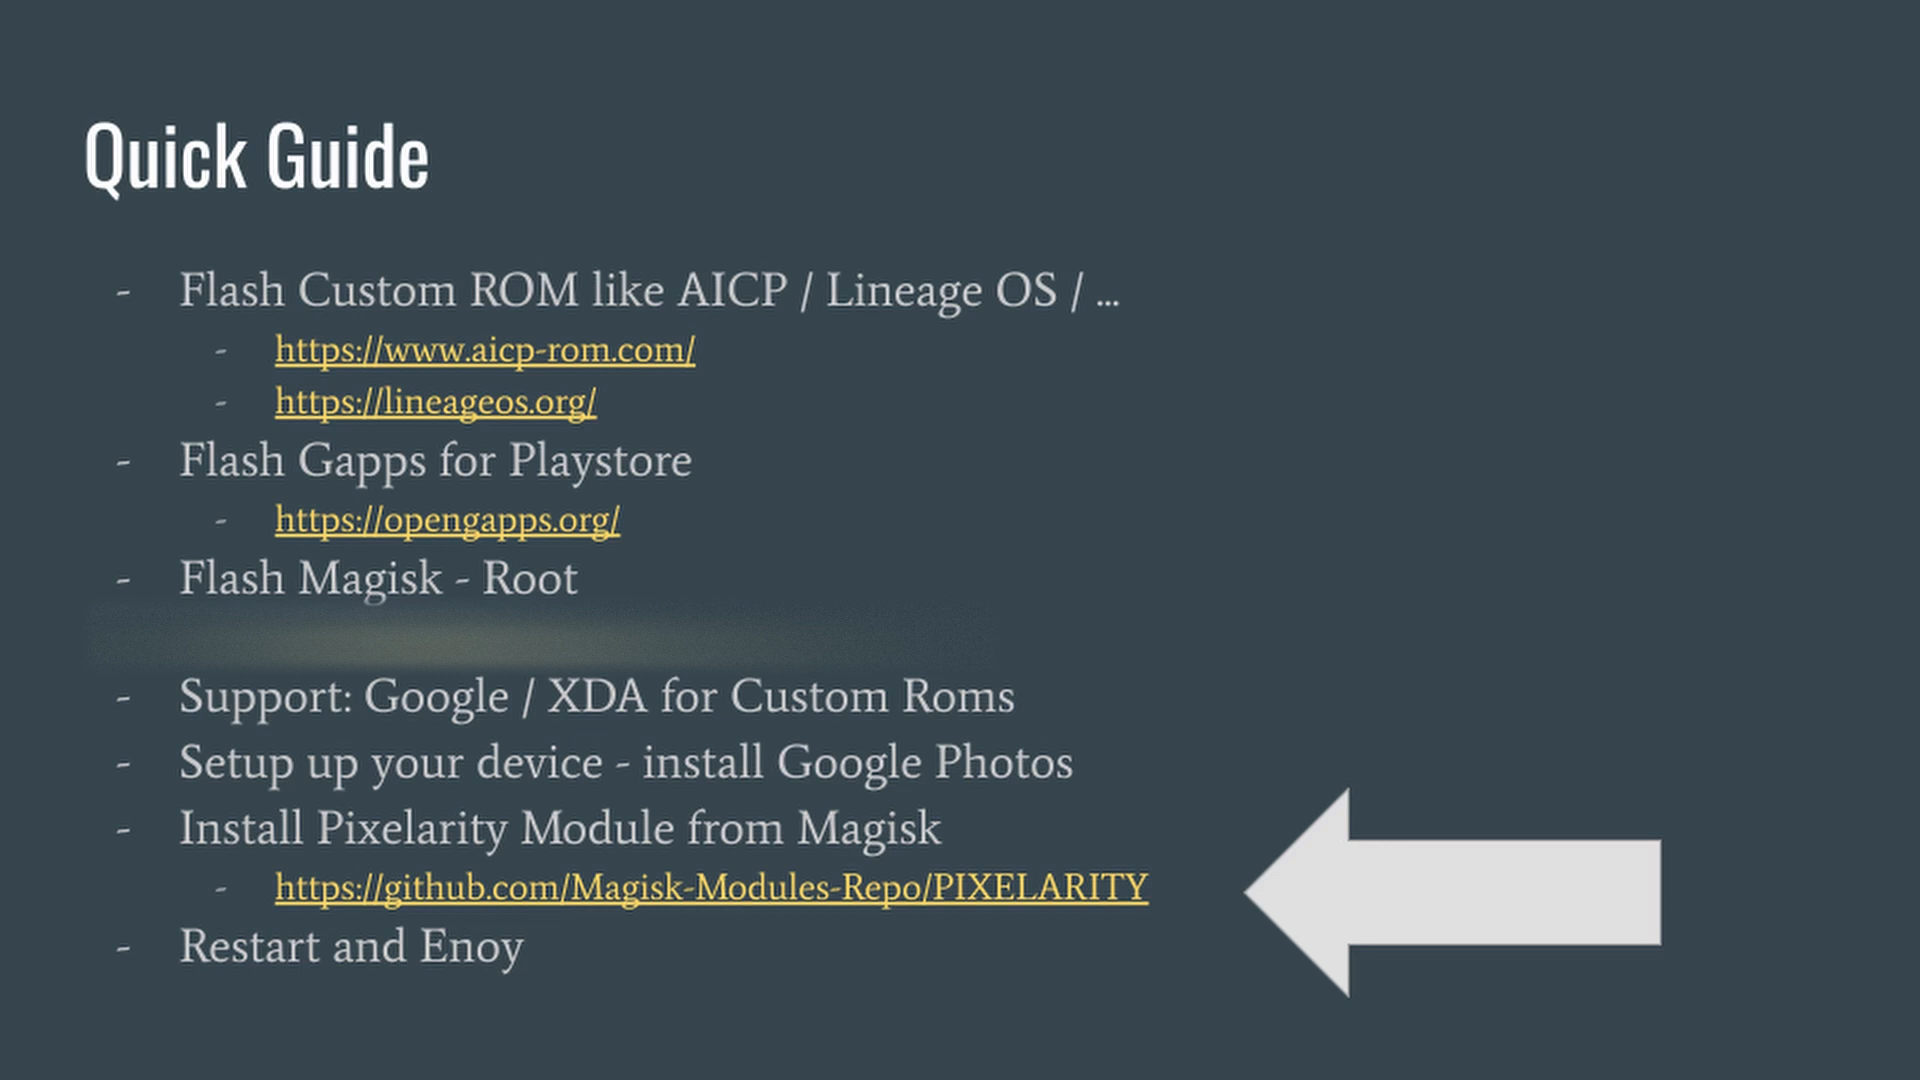 Quick Guide
- Flash Custom ROM like AICP / Lineage OS / ...
- https://www.aicp-rom.com/
- https://lineageos.org/
- Flash Gapps for Playstore
- https://opengapps.org/
- Flash Magisk - Root
- Support: Google / XDA for Custom Roms
- Setup up your device - install Google Photos
- Install Pixelarity Module from Magisk
- https://github.com/Magisk-Modules-Repo/PIXELARITY
- Restart and Enoy